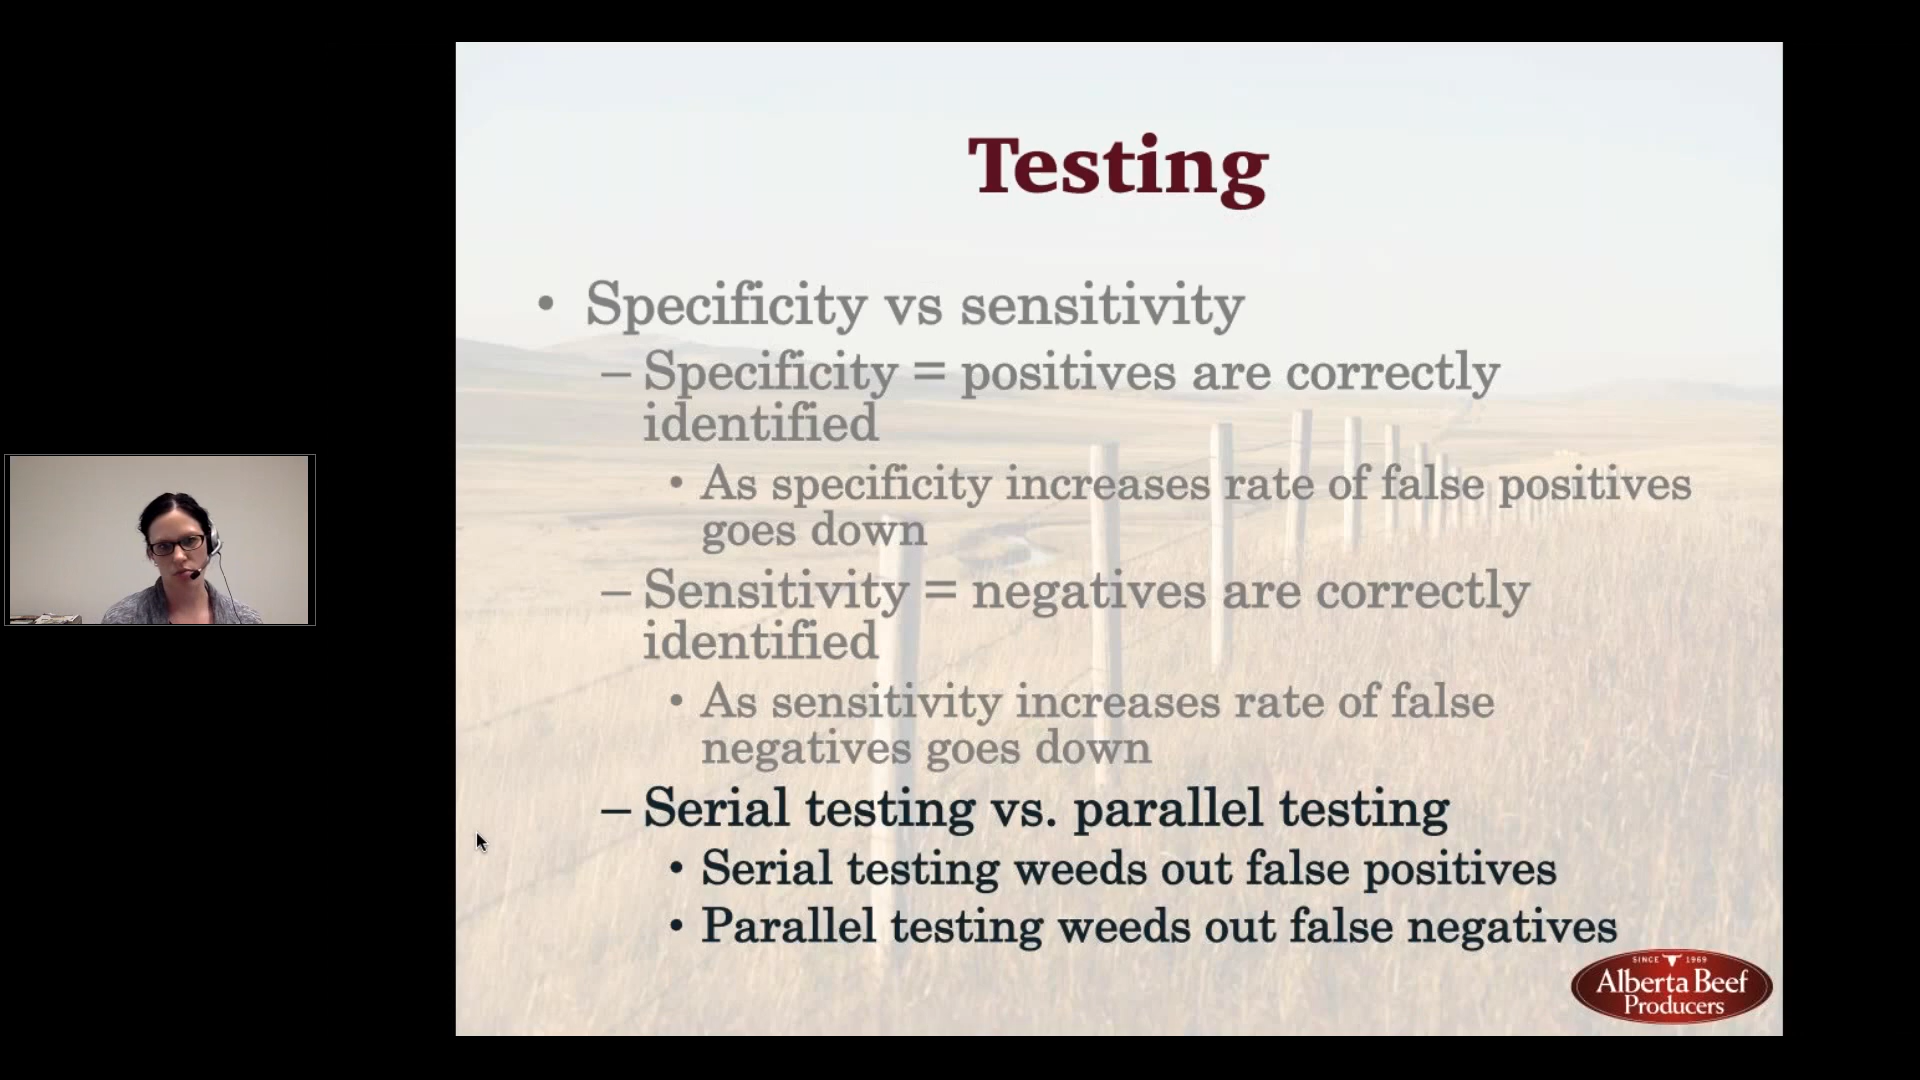 Testing
• Specificity vs sensitivity
– Specificity = positives are correctly
identified
• As specificity increases rate of false positives
goes down
– Sensitivity = negatives are correctly
identified
• As sensitivity increases rate of false
negatives goes down
– Serial testing vs. parallel testing
• Serial testing weeds out false positives
• Parallel testing weeds out false negatives
SINCE 1969
Alberta Beef
Producers